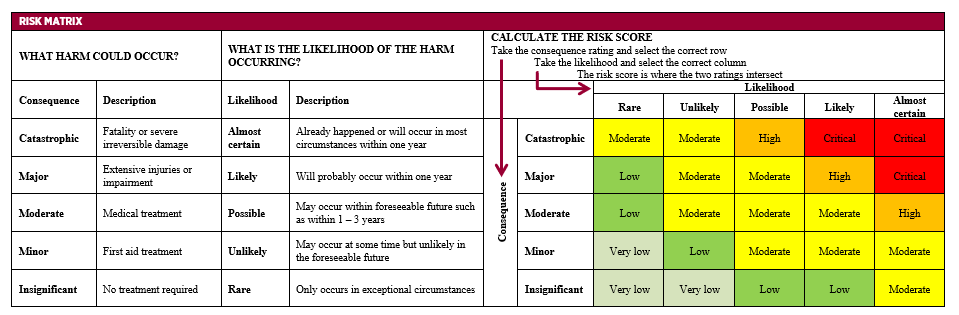 RISK MATRIX
WHAT HARM COULD OCCUR?
WHAT IS THE LIKELIHOOD OF THE HARM
OCCURRING?
CALCULATE THE RISK SCORE
Take the consequence rating and select the correct row
Take the likelihood and select the correct column
The risk score is where the two ratings intersect
Likelihood
Consequence Description Likelihood Description Rare Unlikely Possible Likely Almost
certain
Consequence
Catastrophic Fatality or severe
irreversible damage
Almost
certain
Already happened or will occur in most
circumstances within one year
Catastrophic Moderate Moderate High Critical Critical
Major Extensive injuries or
impairment
Likely Will probably occur within one year
Major Low Moderate Moderate High Critical
Moderate Medical treatment Possible May occur within foreseeable future such
as within 1 – 3 years
Moderate Low Moderate Moderate Moderate High
Minor First aid treatment Unlikely May occur at some time but unlikely in
the foreseeable future
Minor Very low Low Moderate Moderate Moderate
Insignificant No treatment required Rare Only occurs in exceptional circumstances
Insignificant Very low Very low Low Low Moderate